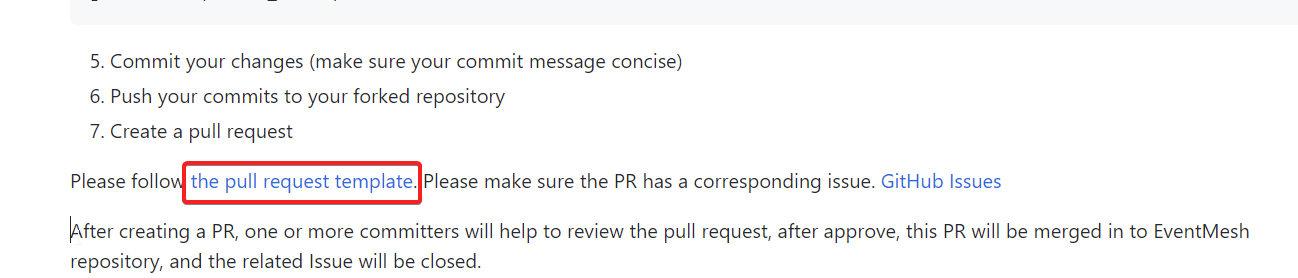 5. Commit your changes (make sure your commit message concise)
6. Push your commits to your forked repository
7. Create a pull request
Please follow the pull request template. Please make sure the PR has a corresponding issue. GitHub Issues
After creating a PR, one or more committers will help to review the pull request, after approve, this PR will be merged in to EventMesh
repository, and the related Issue will be closed.